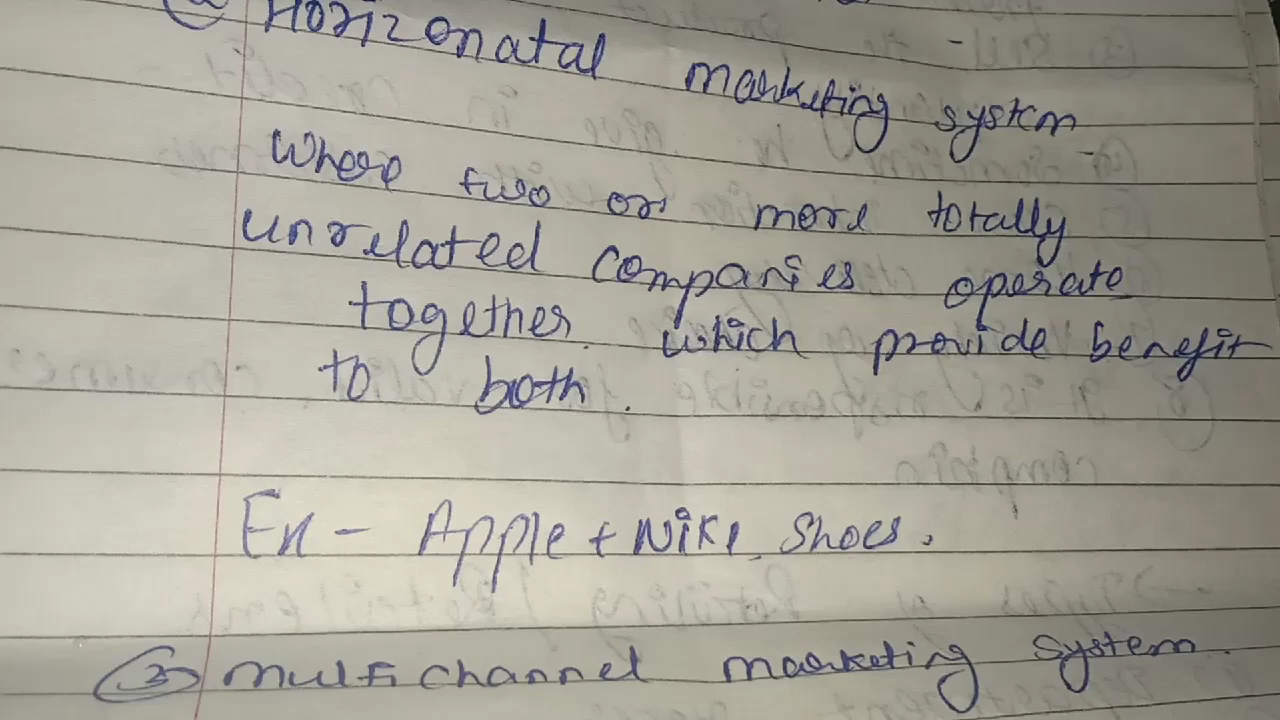 ② Horizonatal marketing system
Where two or more totally
unrelated companies operate
together. which provide benefit
to both.
Ex - Apple + Nike shoes.
③ multichannel marketing system.